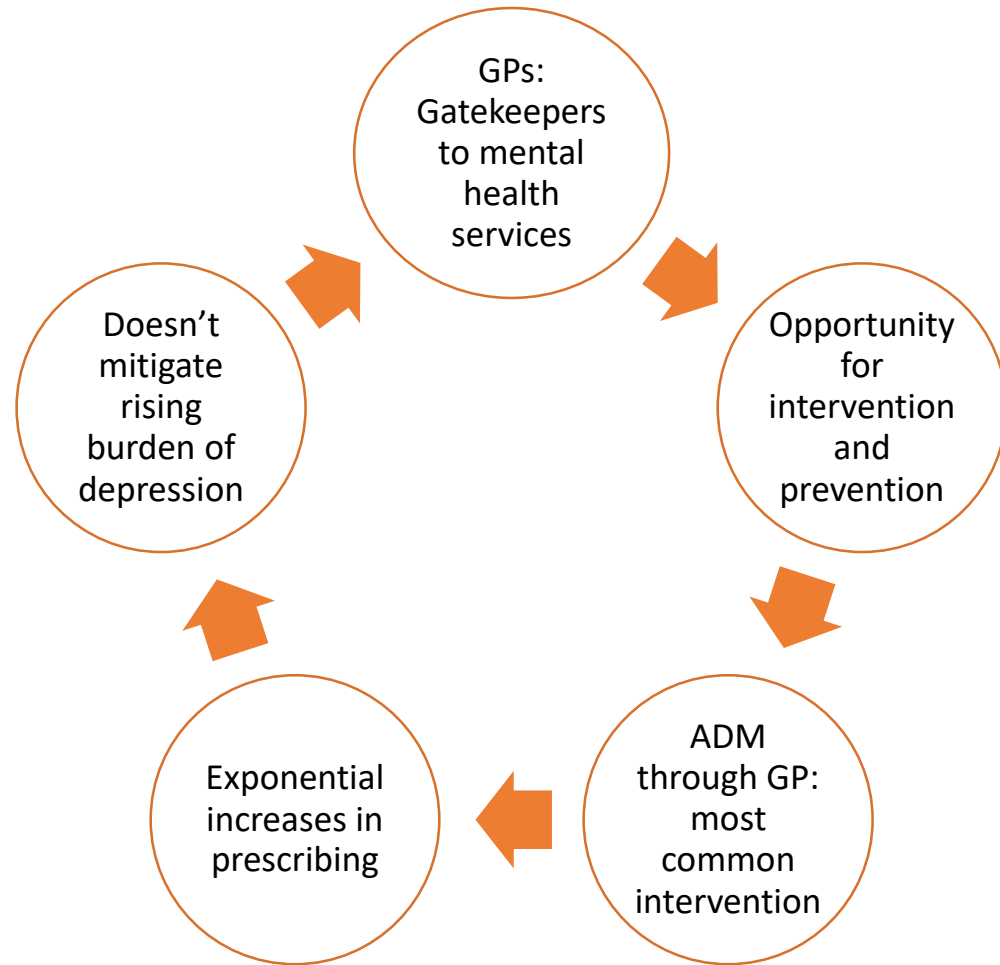 GPs:
Gatekeepers
to mental
health
services
Opportunity
for
intervention
and
prevention
ADM
through GP:
most
common
intervention
Exponential
increases in
prescribing
Doesn’t
mitigate
rising
burden of
depression